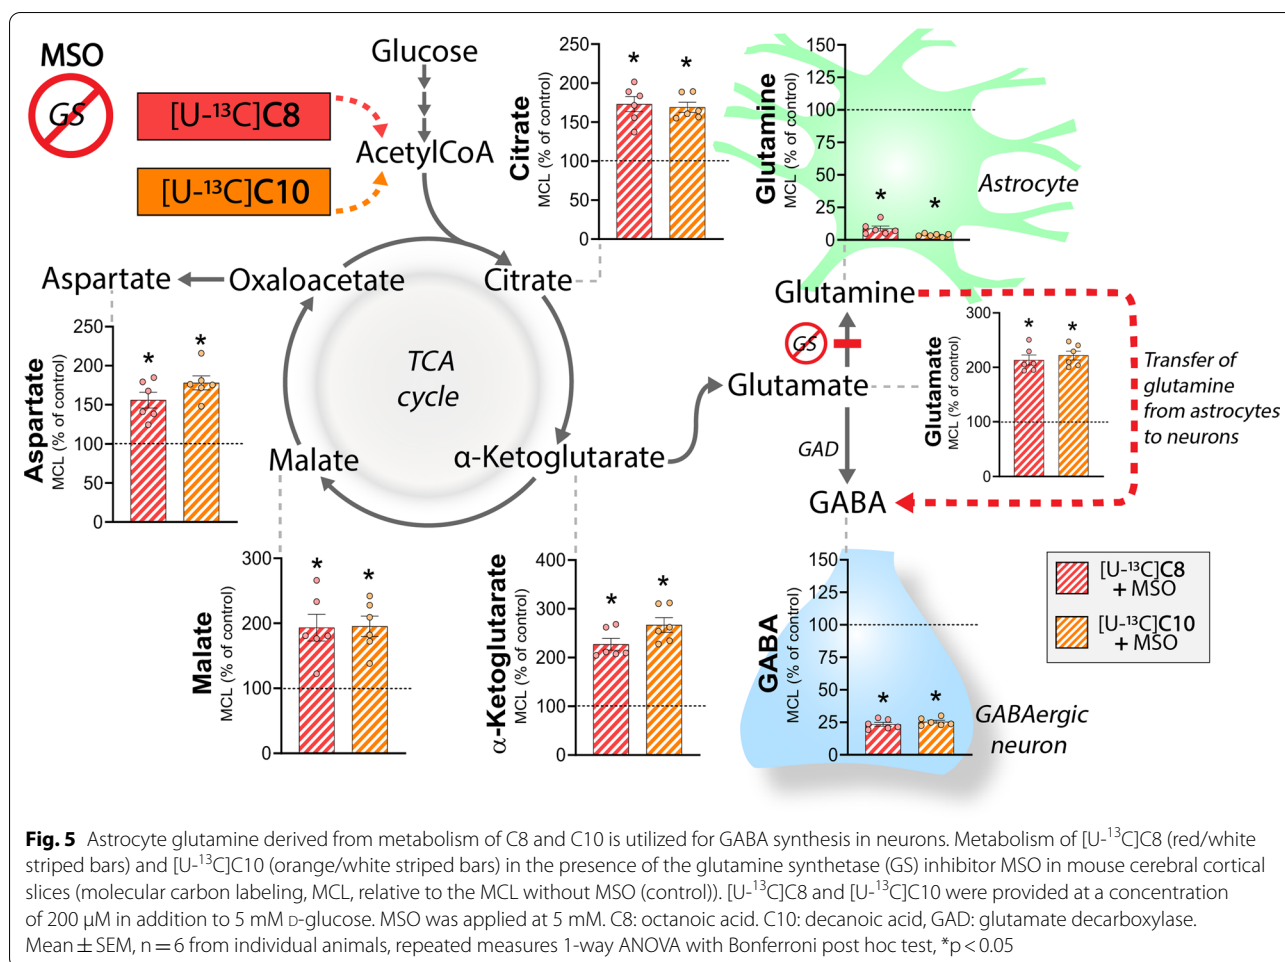 MSO
GS
[U-¹³C]C8
[U-¹³C]C10
Glucose
AcetylCoA
Citrate
MCL (% of control)
250
200
150
100
50
0
*
*
Glutamine
MCL (% of control)
150
125
100
75
50
25
0
*
*
Astrocyte
Aspartate
Oxaloacetate
Citrate
Glutamine
TCA
cycle
GS
Glutamate
Malate
α-Ketoglutarate
GAD
GABA
Aspartate
MCL (% of control)
250
200
150
100
50
0
*
*
Glutamate
MCL (% of control)
300
200
100
0
*
*
Transfer of
glutamine
from astrocytes
to neurons
Malate
MCL (% of control)
300
200
100
0
*
*
α-Ketoglutarate
MCL (% of control)
400
300
200
100
0
*
*
GABA
MCL (% of control)
150
125
100
75
50
25
0
*
*
GABAergic
neuron
[U-¹³C]C8
+ MSO
[U-¹³C]C10
+ MSO
Fig. 5 Astrocyte glutamine derived from metabolism of C8 and C10 is utilized for GABA synthesis in neurons. Metabolism of [U-¹³C]C8 (red/white
striped bars) and [U-¹³C]C10 (orange/white striped bars) in the presence of the glutamine synthetase (GS) inhibitor MSO in mouse cerebral cortical
slices (molecular carbon labeling, MCL, relative to the MCL without MSO (control)). [U-¹³C]C8 and [U-¹³C]C10 were provided at a concentration
of 200 µM in addition to 5 mM D-glucose. MSO was applied at 5 mM. C8: octanoic acid. C10: decanoic acid, GAD: glutamate decarboxylase.
Mean ± SEM, n = 6 from individual animals, repeated measures 1-way ANOVA with Bonferroni post hoc test, *p < 0.05